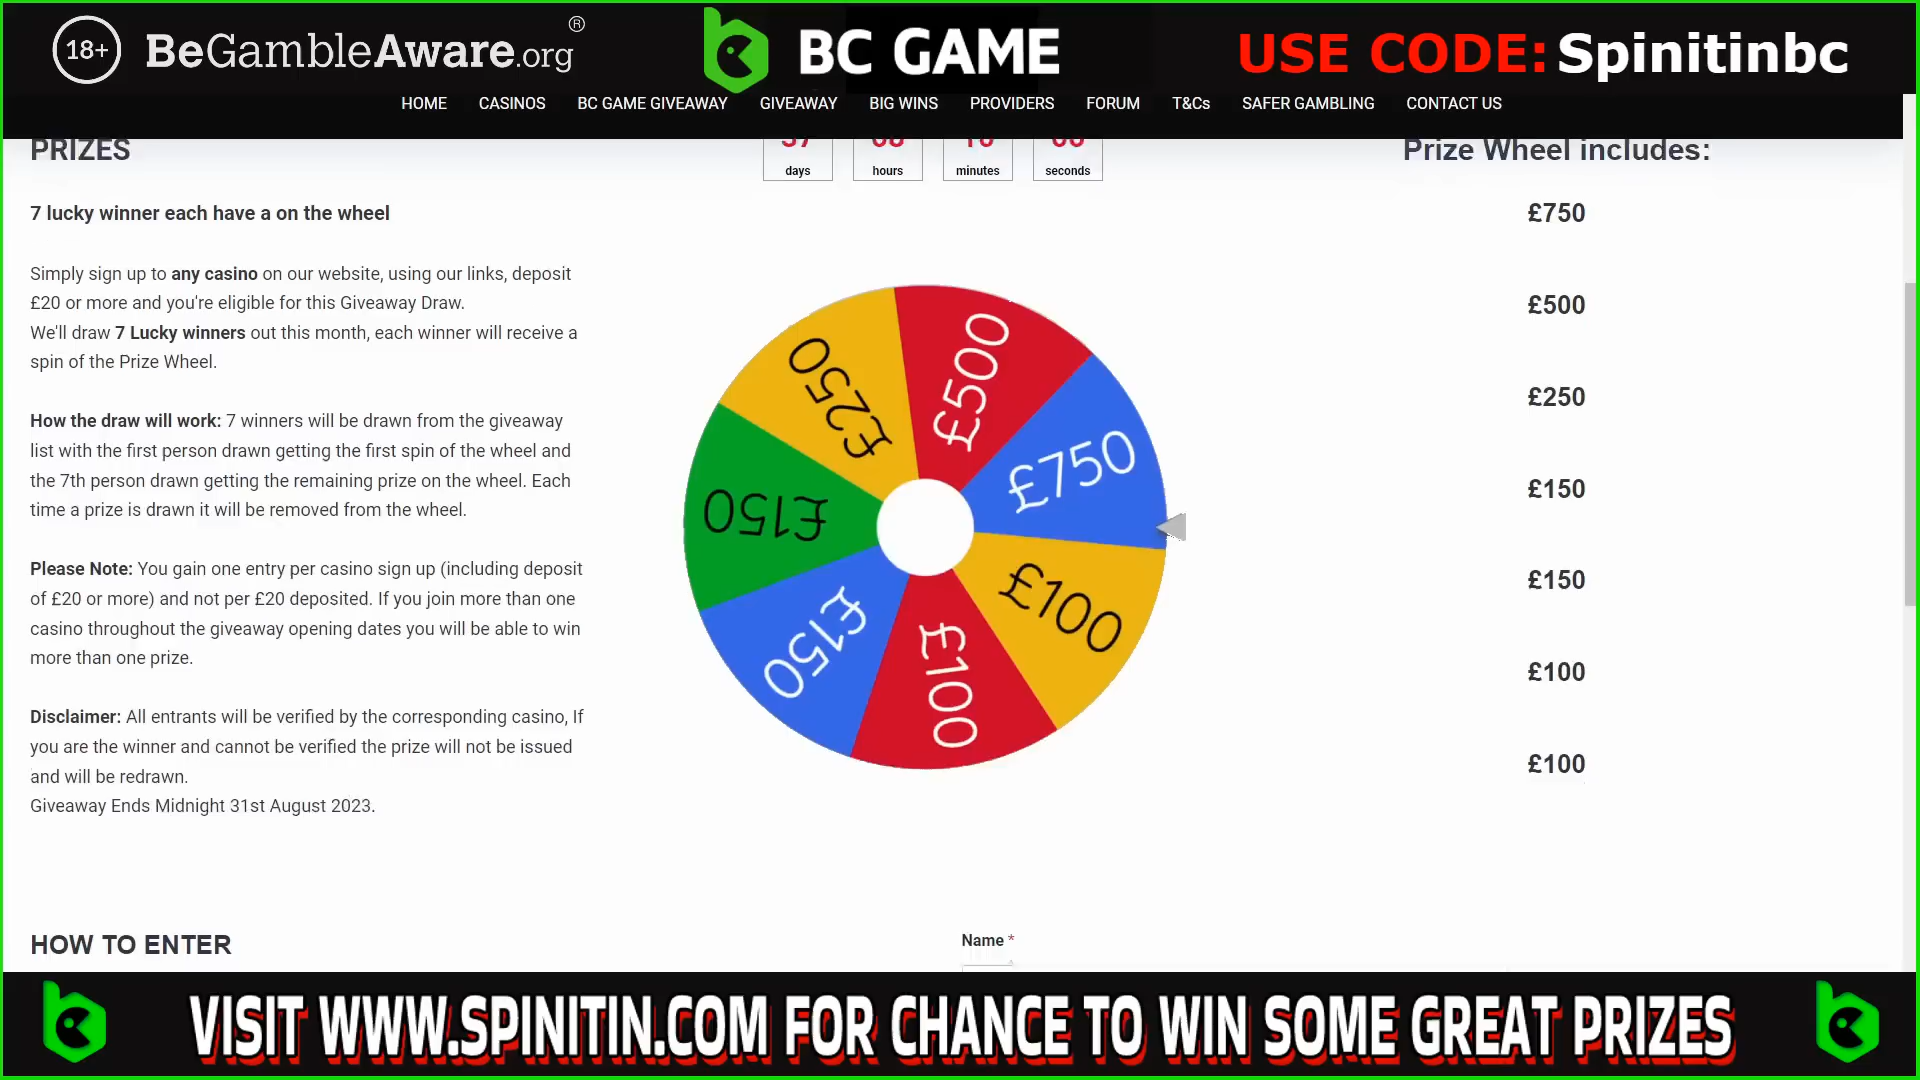 18+ BeGambleAware.org®
BC GAME
USE CODE: Spinitinbc
HOME CASINOS BC GAME GIVEAWAY GIVEAWAY BIG WINS PROVIDERS FORUM T&Cs SAFER GAMBLING CONTACT US
PRIZES
days hours minutes seconds
Prize Wheel includes:
7 lucky winner each have a on the wheel
Simply sign up to any casino on our website, using our links, deposit
£20 or more and you're eligible for this Giveaway Draw.
We'll draw 7 Lucky winners out this month, each winner will receive a
spin of the Prize Wheel.
How the draw will work: 7 winners will be drawn from the giveaway
list with the first person drawn getting the first spin of the wheel and
the 7th person drawn getting the remaining prize on the wheel. Each
time a prize is drawn it will be removed from the wheel.
Please Note: You gain one entry per casino sign up (including deposit
of £20 or more) and not per £20 deposited. If you join more than one
casino throughout the giveaway opening dates you will be able to win
more than one prize.
Disclaimer: All entrants will be verified by the corresponding casino, If
you are the winner and cannot be verified the prize will not be issued
and will be redrawn.
Giveaway Ends Midnight 31st August 2023.
£500
£750
£100
£100
£150
£150
£250
£750
£500
£250
£150
£150
£100
£100
HOW TO ENTER
Name *
VISIT WWW.SPINITIN.COM FOR CHANCE TO WIN SOME GREAT PRIZES